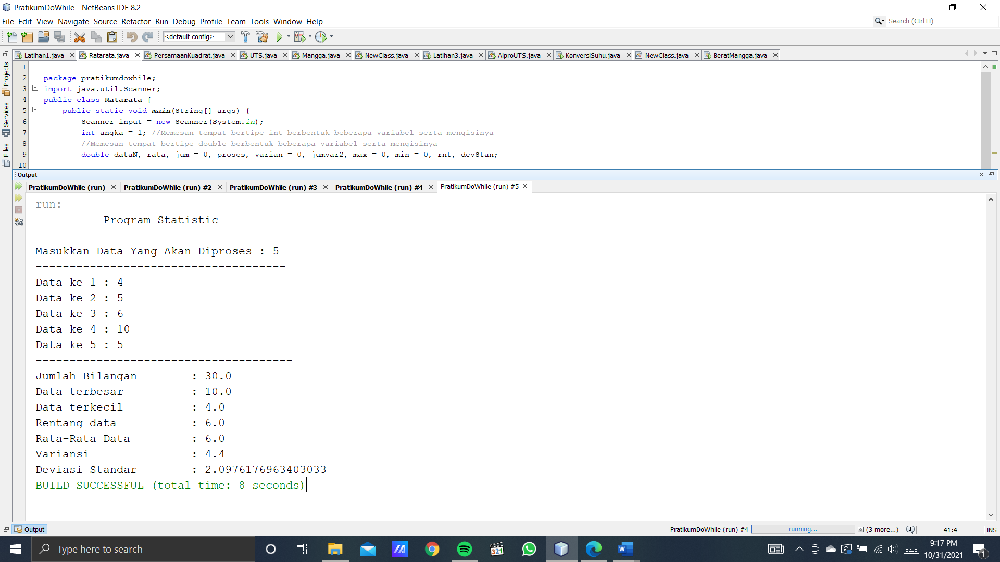 PratikumDoWhile - NetBeans IDE 8.2
File Edit View Navigate Source Refactor Run Debug Profile Team Tools Window Help
Search (Ctrl+I)
<default config>
Latihan1.java Ratarata.java PersamaanKuadrat.java UTS.java Mangga.java NewClass.java Latihan3.java AlproUTS.java KonversiSuhu.java NewClass.java BeratMangga.java
Projects
Services
Files
1
2 package pratikumdowhile;
3 import java.util.Scanner;
4 public class Ratarata {
5 public static void main(String[] args) {
6 Scanner input = new Scanner(System.in);
7 int angka = 1; //Memesan tempat bertipe int berbentuk beberapa variabel serta mengisinya
8 //Memesan tempat bertipe double berbentuk beberapa variabel serta mengisinya
9 double dataN, rata, jum = 0, proses, varian = 0, jumvar2, max = 0, min = 0, rnt, devStan;
10
Output
PratikumDoWhile (run) PratikumDoWhile (run) #2 PratikumDoWhile (run) #3 PratikumDoWhile (run) #4 PratikumDoWhile (run) #5
run:
Program Statistic
Masukkan Data Yang Akan Diproses : 5
-------------------------------------
Data ke 1 : 4
Data ke 2 : 5
Data ke 3 : 6
Data ke 4 : 10
Data ke 5 : 5
--------------------------------------
Jumlah Bilangan : 30.0
Data terbesar : 10.0
Data terkecil : 4.0
Rentang data : 6.0
Rata-Rata Data : 6.0
Variansi : 4.4
Deviasi Standar : 2.0976176963403033
BUILD SUCCESSFUL (total time: 8 seconds)
Output
PratikumDoWhile (run) #4 running... (3 more...) 1 41:4 INS
Type here to search
321
9:17 PM
10/31/2021
1